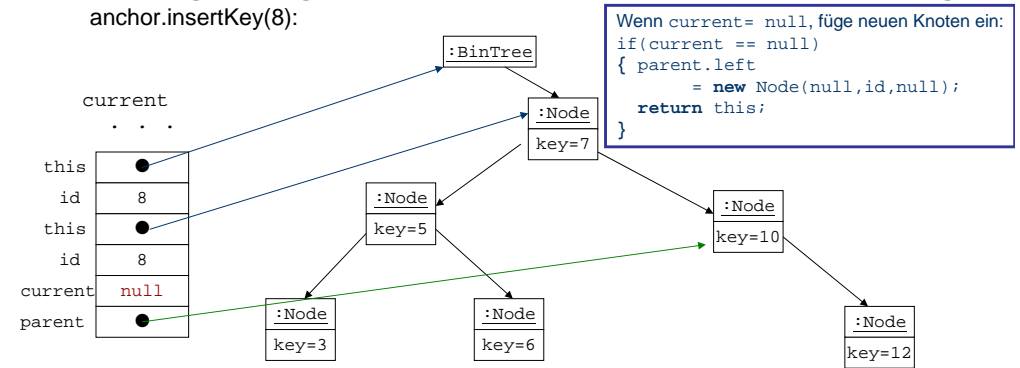 anchor.insertKey(8):
Wenn current= null, füge neuen Knoten ein:
if(current == null)
{ parent.left
= new Node(null,id,null);
return this;
}
:BinTree
current
. . .
:Node
key=7
this
id 8
this
id 8
current null
parent
:Node
key=5
:Node
key=10
:Node
key=3
:Node
key=6
:Node
key=12